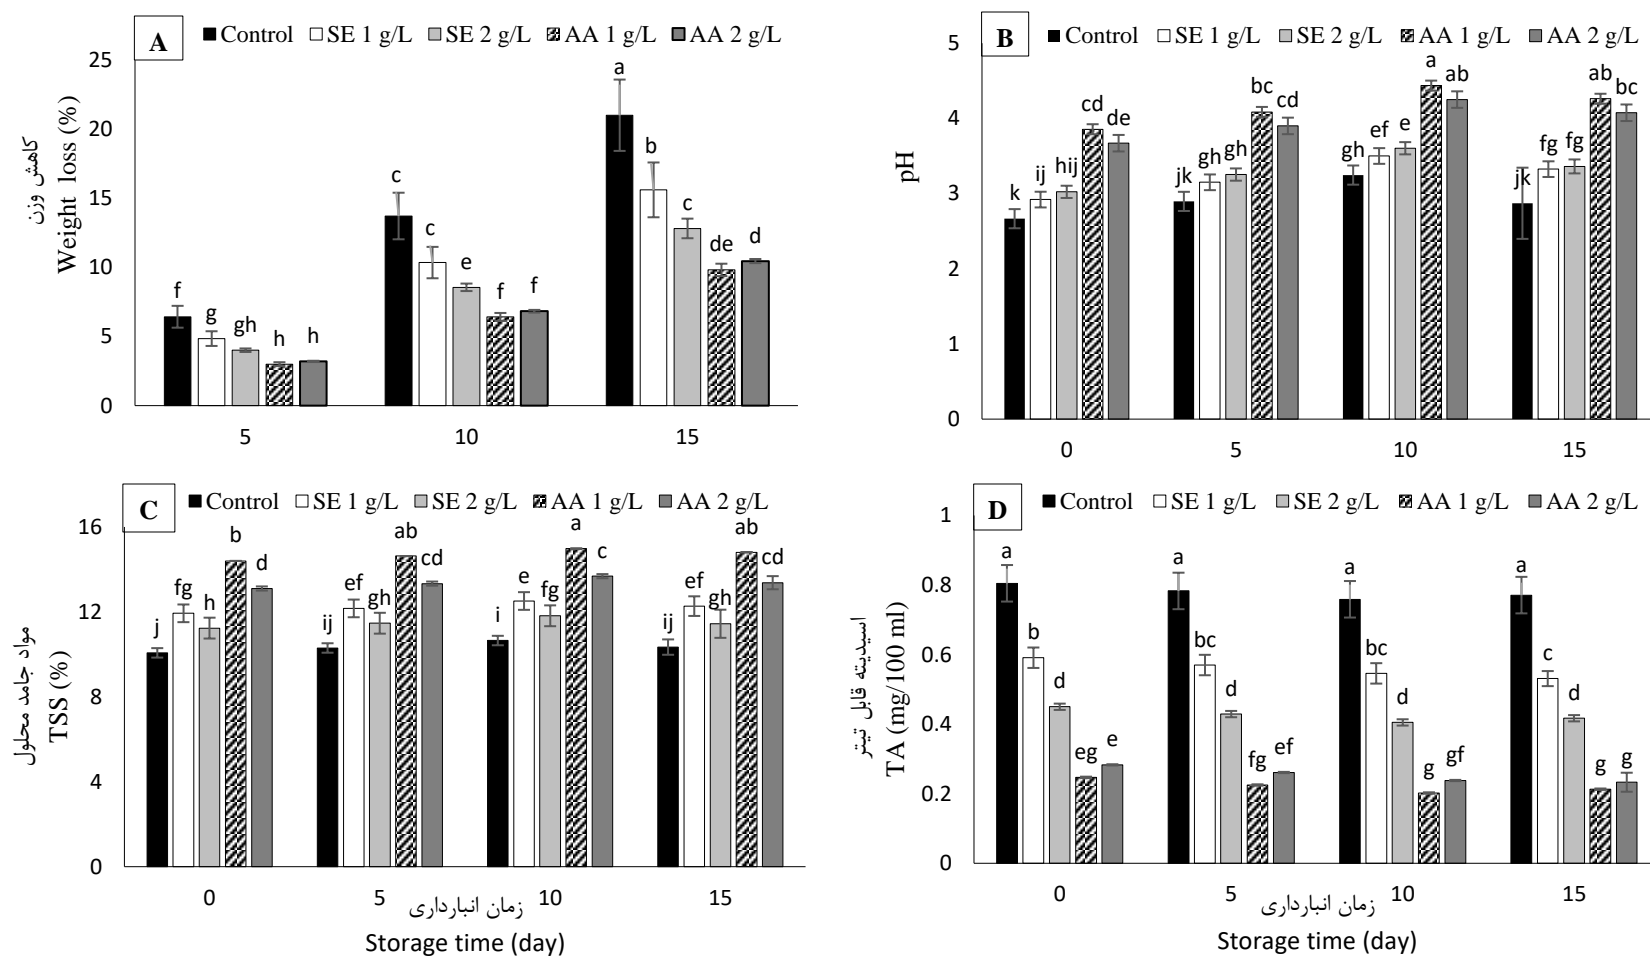 A
Control SE 1 g/L SE 2 g/L AA 1 g/L AA 2 g/L
کاهش وزن
Weight loss (%)
25
20
15
10
5
0
f g gh h h
c c e f f
a b c de d
5 10 15
B
Control SE 1 g/L SE 2 g/L AA 1 g/L AA 2 g/L
pH
5
4
3
2
1
0
k ij hij cd de
jk gh gh bc cd
gh ef e a ab
jk fg fg ab bc
0 5 10 15
C
Control SE 1 g/L SE 2 g/L AA 1 g/L AA 2 g/L
مواد جامد محلول
TSS (%)
16
12
8
4
0
j fg h b d
ij ef gh ab cd
i e fg a c
ij ef gh ab cd
0 5 10 15
زمان انبارداری
Storage time (day)
D
Control SE 1 g/L SE 2 g/L AA 1 g/L AA 2 g/L
اسیدیته قابل تیتر
TA (mg/100 ml)
1
0.8
0.6
0.4
0.2
0
a b d eg e
a bc d fg ef
a bc d g gf
a c d g g
0 5 10 15
زمان انبارداری
Storage time (day)